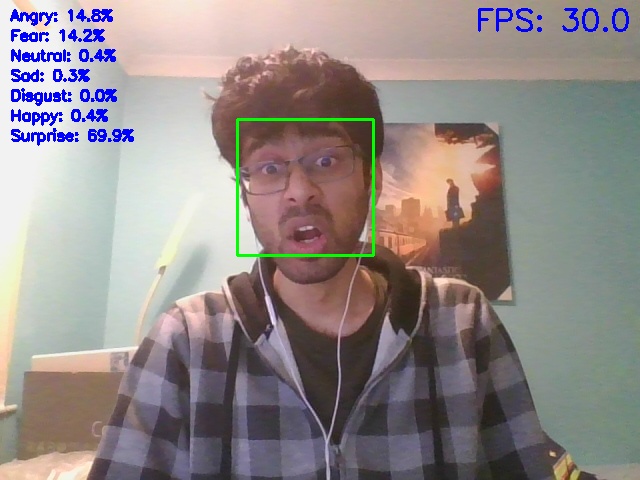 Angry: 14.8%
Fear: 14.2%
Neutral: 0.4%
Sad: 0.3%
Disgust: 0.0%
Happy: 0.4%
Surprise: 69.9%
FPS: 30.0